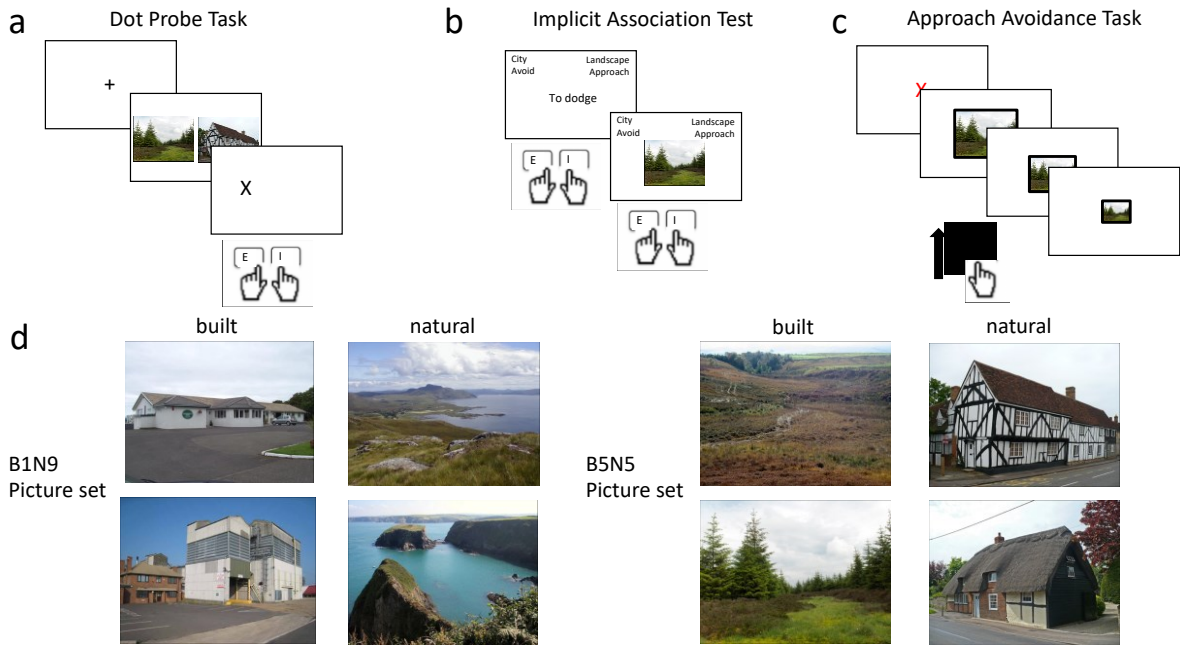 a
Dot Probe Task
+
X
E I
b
Implicit Association Test
City Landscape
Avoid Approach
To dodge
City Landscape
Avoid Approach
E I
E I
c
Approach Avoidance Task
X
d
built natural
B1N9
Picture set
built natural
B5N5
Picture set